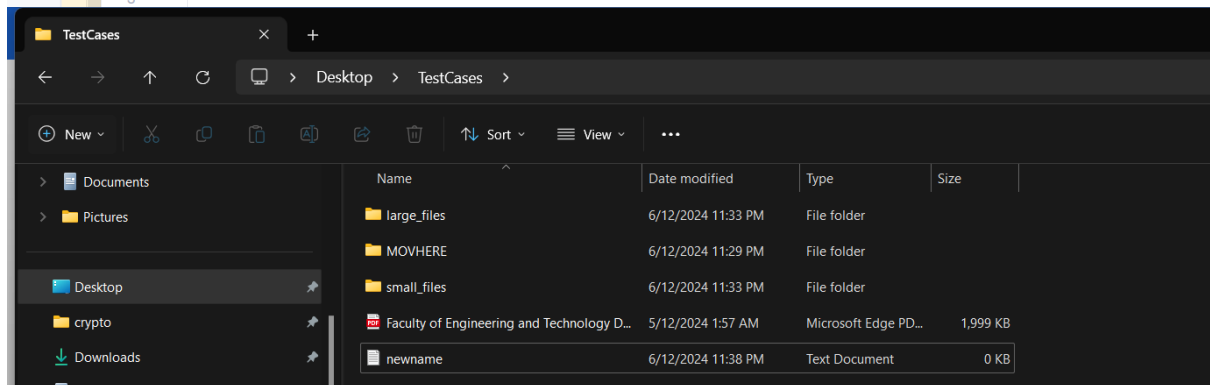 TestCases
Desktop > TestCases >
New Sort View ...
Name Date modified Type Size
Documents
Pictures
Desktop
crypto
Downloads
large_files 6/12/2024 11:33 PM File folder
MOVHERE 6/12/2024 11:29 PM File folder
small_files 6/12/2024 11:33 PM File folder
Faculty of Engineering and Technology D... 5/12/2024 1:57 AM Microsoft Edge PD... 1,999 KB
newname 6/12/2024 11:38 PM Text Document 0 KB